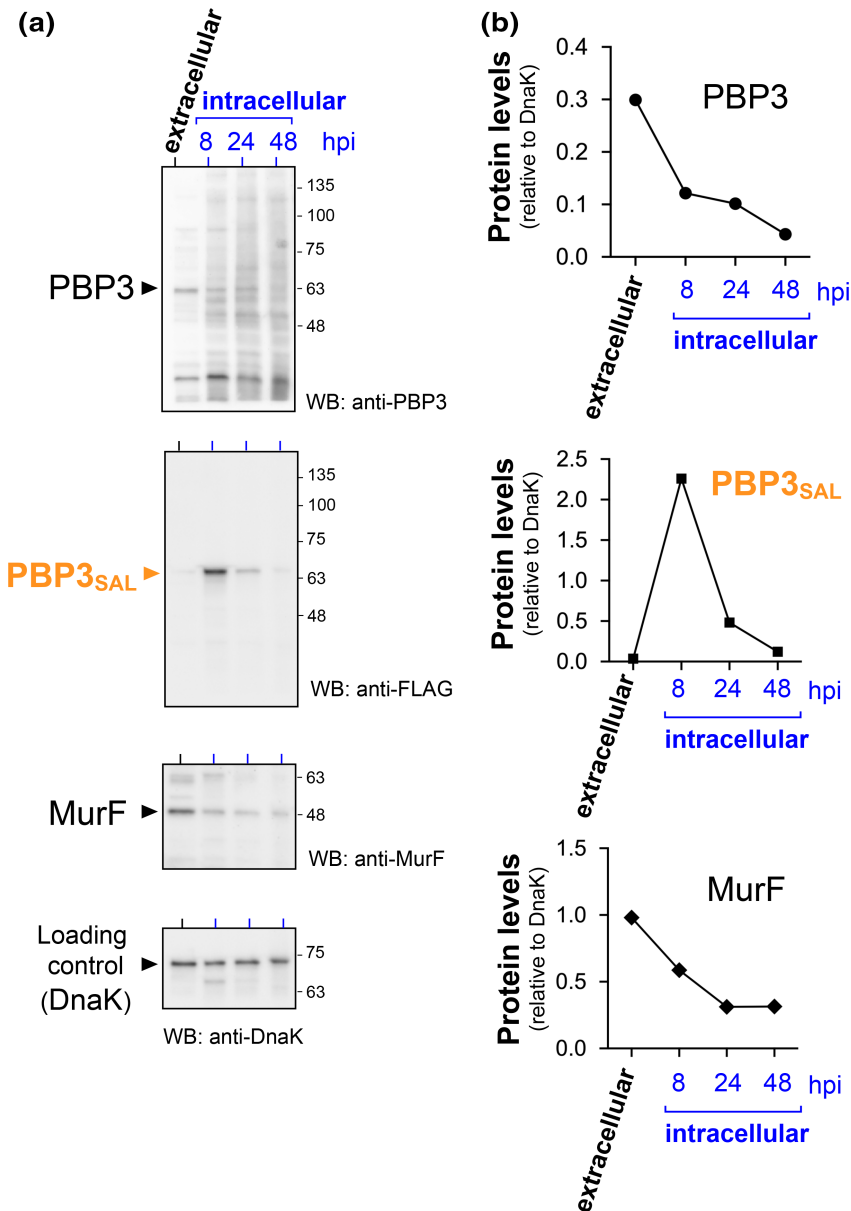 (a)
extracellular
intracellular
8 24 48 hpi
135
100
75
PBP3 63
48
WB: anti-PBP3
135
100
75
PBP3SAL 63
48
WB: anti-FLAG
63
MurF 48
WB: anti-MurF
Loading
control
(DnaK)
75
63
WB: anti-DnaK
(b)
Protein levels
(relative to DnaK)
PBP3
0.4
0.3
0.2
0.1
0.0
extracellular
8 24 48 hpi
intracellular
Protein levels
(relative to DnaK)
PBP3SAL
2.5
2.0
1.5
1.0
0.5
0.0
extracellular
8 24 48 hpi
intracellular
Protein levels
(relative to DnaK)
MurF
1.5
1.0
0.5
0.0
extracellular
8 24 48 hpi
intracellular